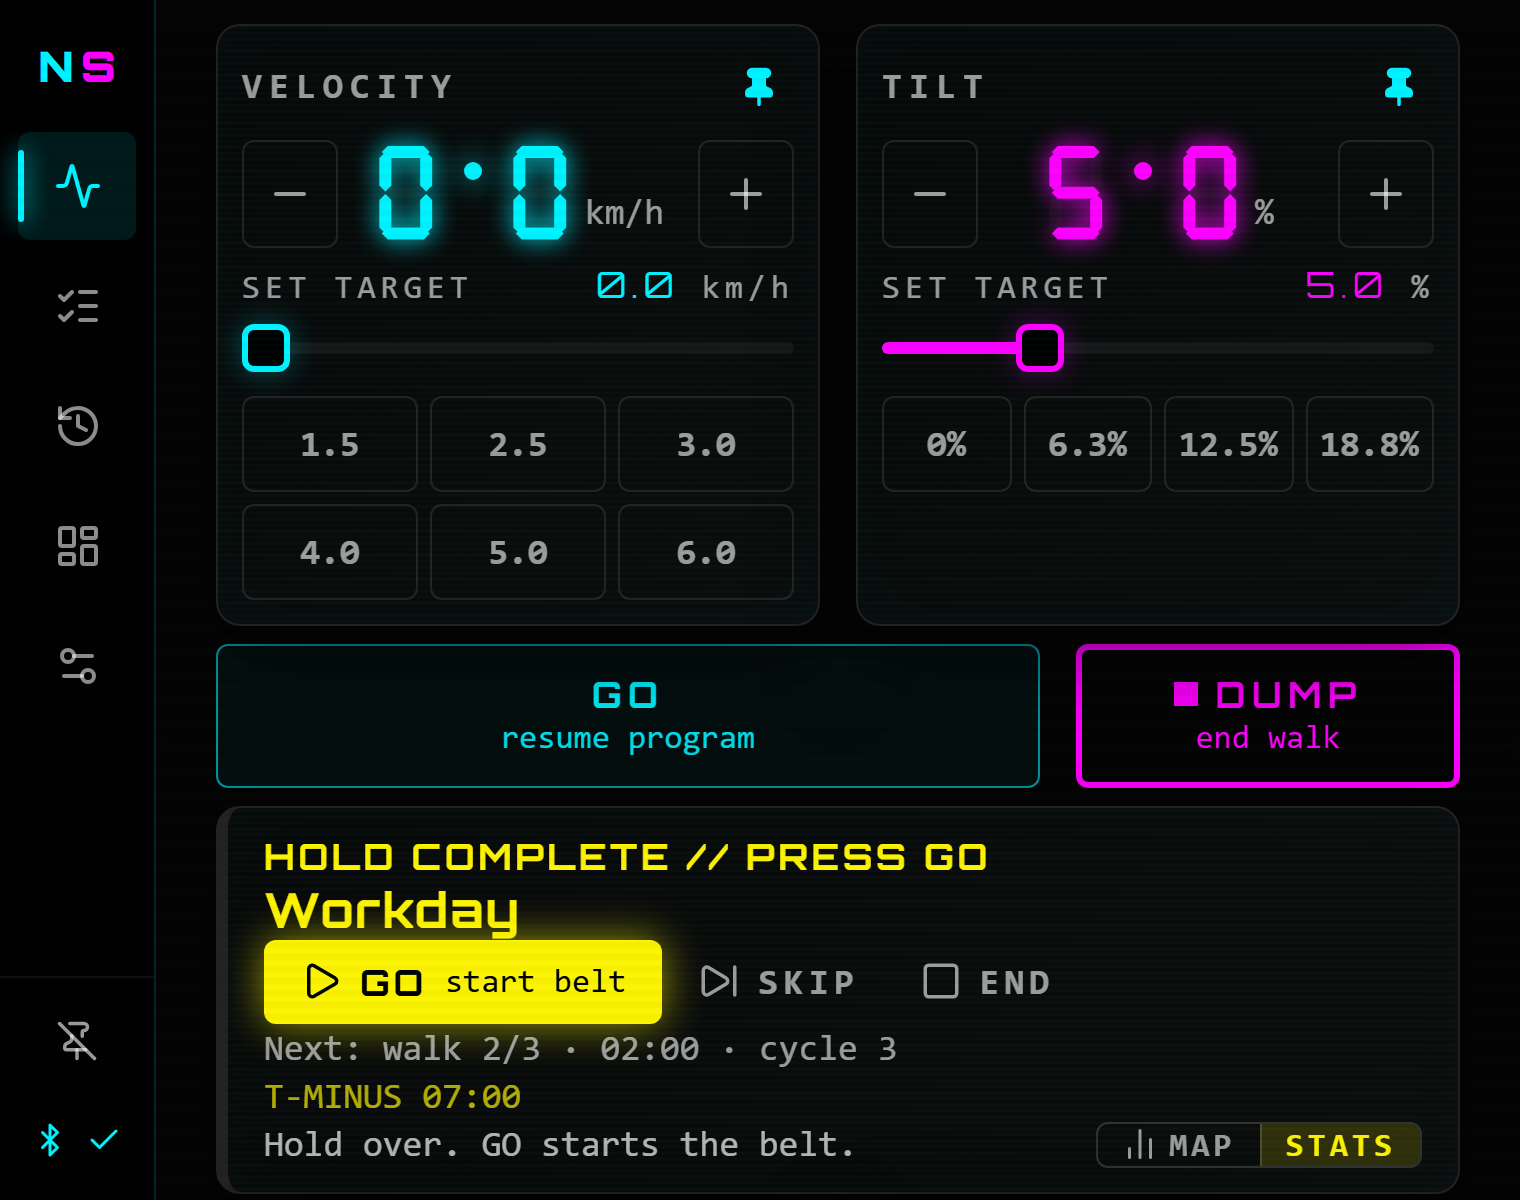 NS
VELOCITY
0.0 km/h
SET TARGET 0.0 km/h
1.5 2.5 3.0
4.0 5.0 6.0
TILT
5.0 %
SET TARGET 5.0 %
0% 6.3% 12.5% 18.8%
GO
resume program
DUMP
end walk
HOLD COMPLETE // PRESS GO
Workday
GO start belt SKIP END
Next: walk 2/3 · 02:00 · cycle 3
T-MINUS 07:00
Hold over. GO starts the belt.
MAP STATS